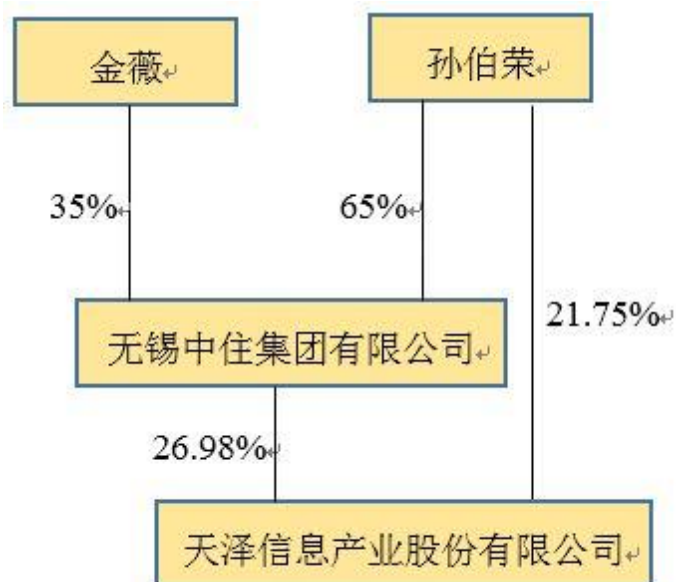 金薇
孙伯荣
35%
65%
21.75%
无锡中住集团有限公司
26.98%
天泽信息产业股份有限公司